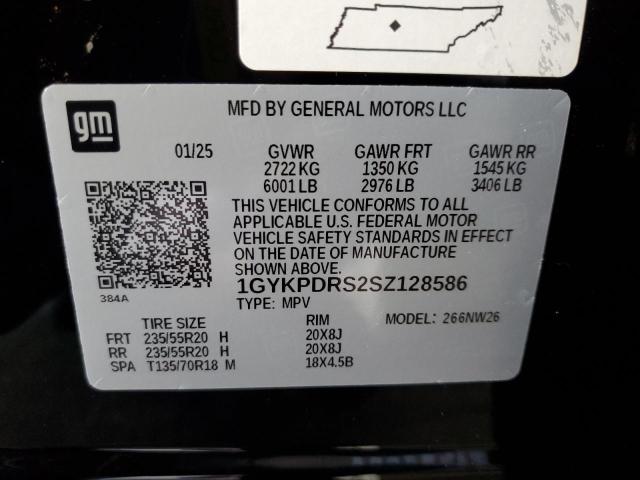 gm
MFD BY GENERAL MOTORS LLC
01/25 GVWR GAWR FRT GAWR RR
2722 KG 1350 KG 1545 KG
6001 LB 2976 LB 3406 LB
THIS VEHICLE CONFORMS TO ALL
APPLICABLE U.S. FEDERAL MOTOR
VEHICLE SAFETY STANDARDS IN EFFECT
ON THE DATE OF MANUFACTURE
SHOWN ABOVE.
1GYKPDRS2SZ128586
384A
TYPE: MPV
TIRE SIZE RIM MODEL: 266NW26
FRT 235/55R20 H 20X8J
RR 235/55R20 H 20X8J
SPA T135/70R18 M 18X4.5B